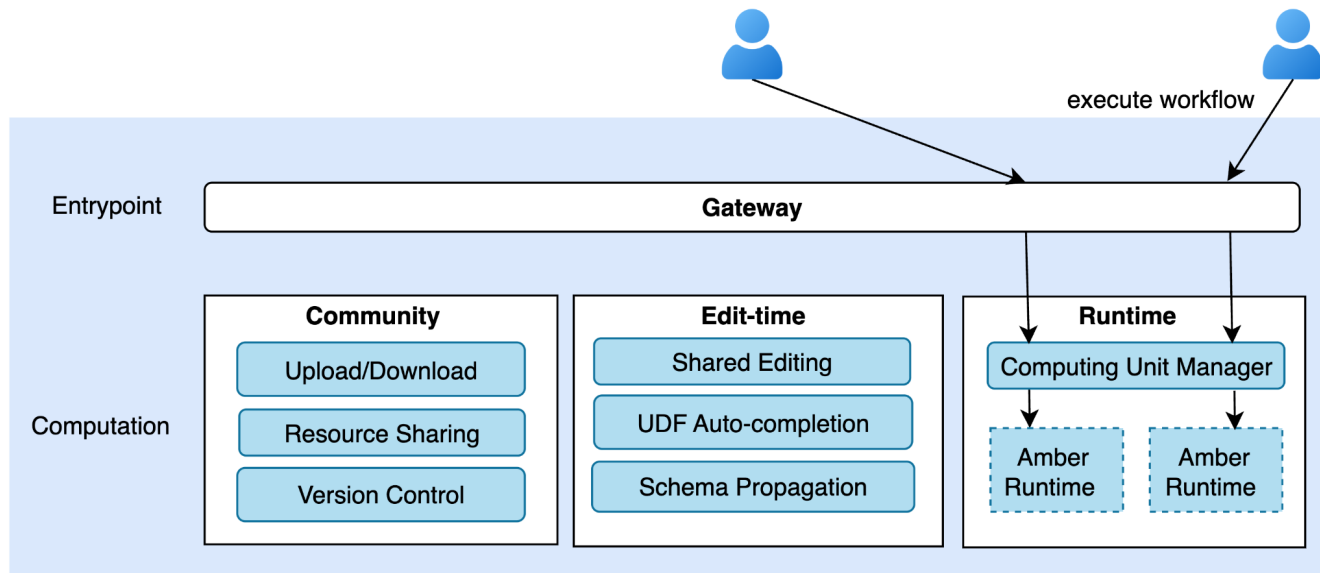 execute workflow
Entrypoint
Gateway
Computation
Community
Upload/Download
Resource Sharing
Version Control
Edit-time
Shared Editing
UDF Auto-completion
Schema Propagation
Runtime
Computing Unit Manager
Amber
Runtime
Amber
Runtime